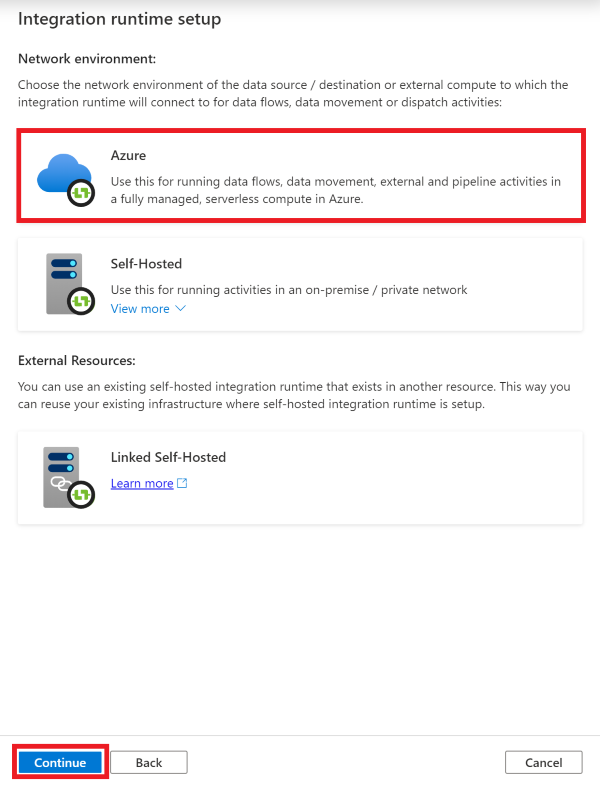 Integration runtime setup
Network environment:
Choose the network environment of the data source / destination or external compute to which the
integration runtime will connect to for data flows, data movement or dispatch activities:
Azure
Use this for running data flows, data movement, external and pipeline activities in
a fully managed, serverless compute in Azure.
Self-Hosted
Use this for running activities in an on-premise / private network
View more
External Resources:
You can use an existing self-hosted integration runtime that exists in another resource. This way you
can reuse your existing infrastructure where self-hosted integration runtime is setup.
Linked Self-Hosted
Learn more
Continue
Back
Cancel